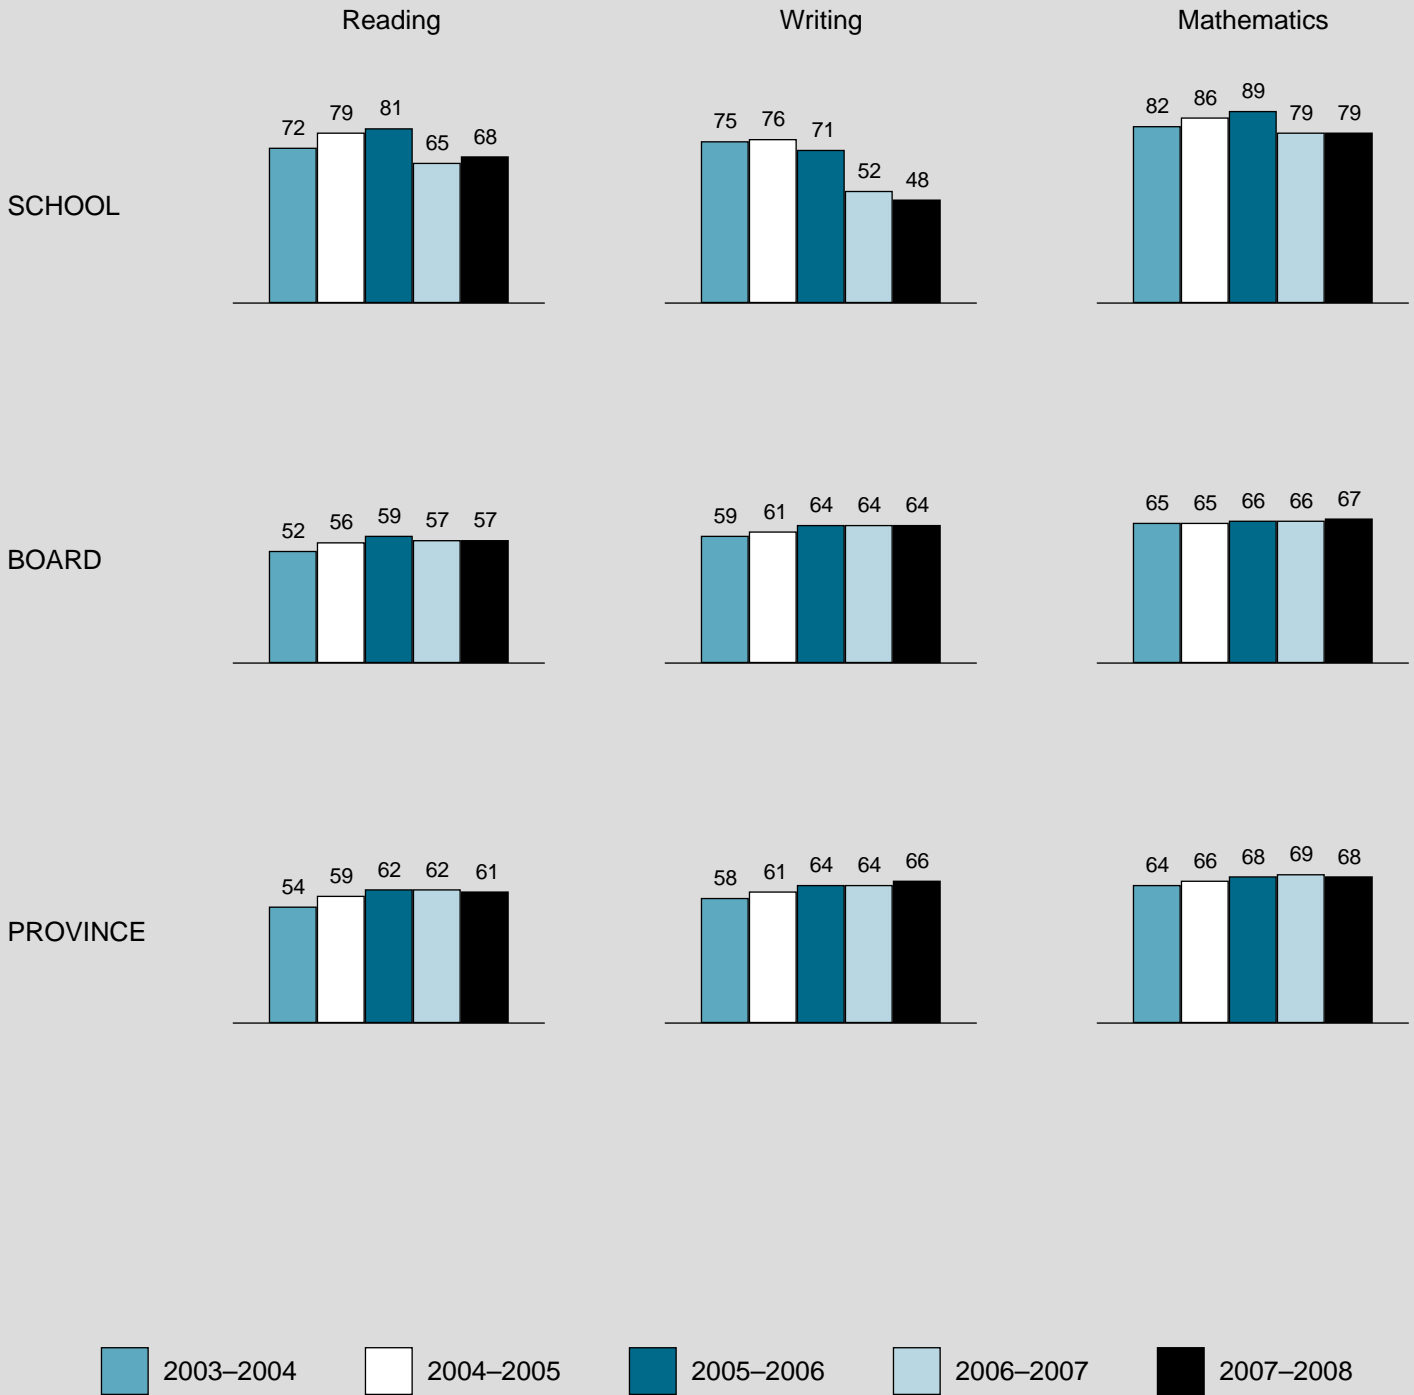 Reading Writing Mathematics
72 79 81 65 68
75 76 71 52 48
82 86 89 79 79
SCHOOL
52 56 59 57 57
59 61 64 64 64
65 65 66 66 67
BOARD
54 59 62 62 61
58 61 64 64 66
64 66 68 69 68
PROVINCE
2003–2004 2004–2005 2005–2006 2006–2007 2007–2008